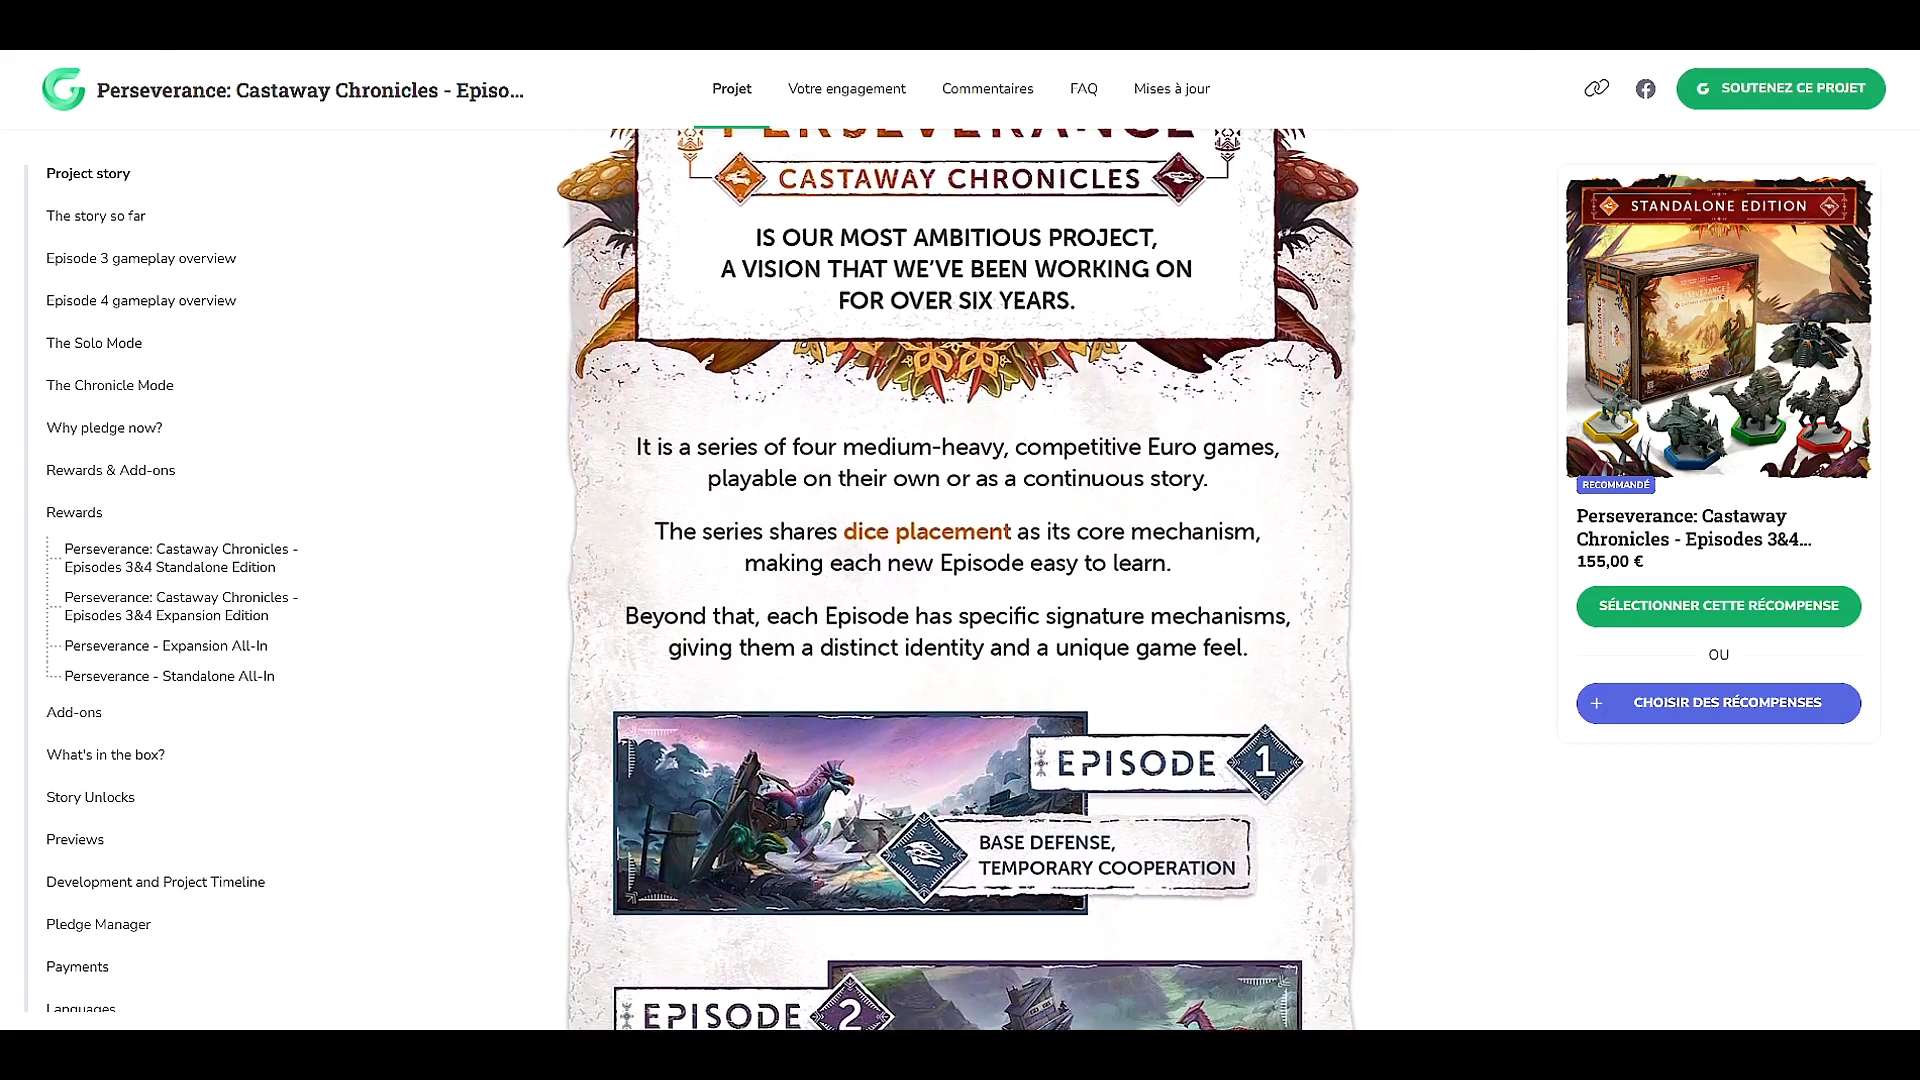 Perseverance: Castaway Chronicles - Episo...
Projet
Votre engagement
Commentaires
FAQ
Mises à jour
SOUTENEZ CE PROJET
Project story
The story so far
Episode 3 gameplay overview
Episode 4 gameplay overview
The Solo Mode
The Chronicle Mode
Why pledge now?
Rewards & Add-ons
Rewards
Perseverance: Castaway Chronicles -
Episodes 3&4 Standalone Edition
Perseverance: Castaway Chronicles -
Episodes 3&4 Expansion Edition
Perseverance - Expansion All-In
Perseverance - Standalone All-In
Add-ons
What's in the box?
Story Unlocks
Previews
Development and Project Timeline
Pledge Manager
Payments
Languages
PERSEVERANCE
CASTAWAY CHRONICLES
IS OUR MOST AMBITIOUS PROJECT,
A VISION THAT WE'VE BEEN WORKING ON
FOR OVER SIX YEARS.
It is a series of four medium-heavy, competitive Euro games,
playable on their own or as a continuous story.
The series shares dice placement as its core mechanism,
making each new Episode easy to learn.
Beyond that, each Episode has specific signature mechanisms,
giving them a distinct identity and a unique game feel.
EPISODE 1
BASE DEFENSE,
TEMPORARY COOPERATION
EPISODE 2
STANDALONE EDITION
PERSEVERANCE
RECOMMANDÉ
Perseverance: Castaway
Chronicles - Episodes 3&4...
155,00 €
SÉLECTIONNER CETTE RÉCOMPENSE
OU
+ CHOISIR DES RÉCOMPENSES